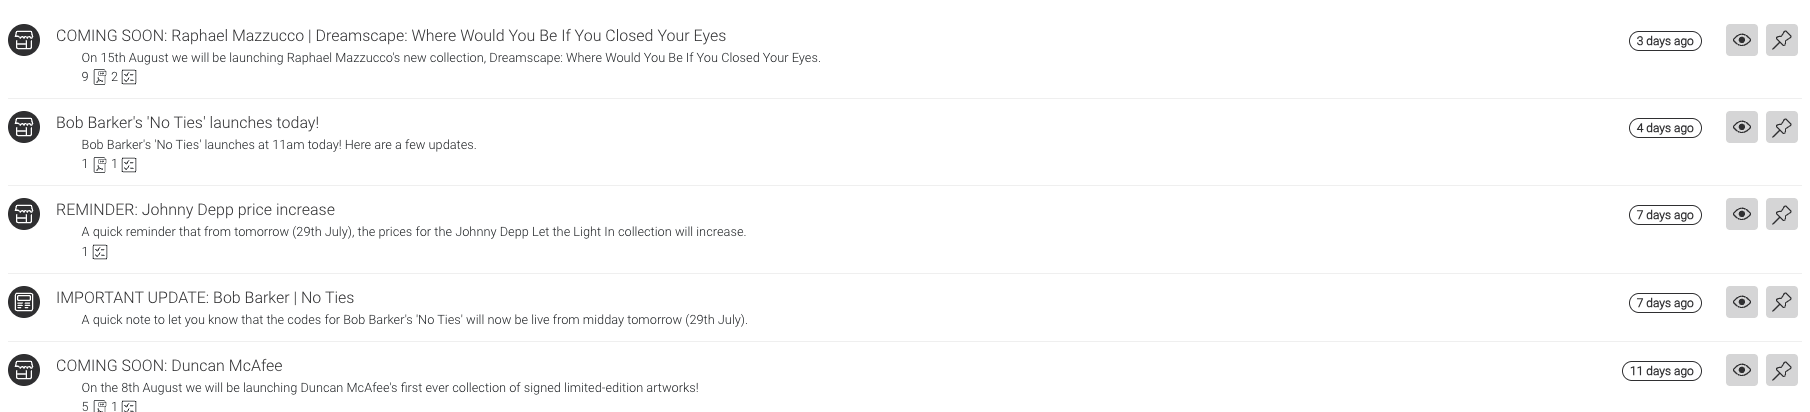 COMING SOON: Raphael Mazzucco | Dreamscape: Where Would You Be If You Closed Your Eyes
3 days ago
On 15th August we will be launching Raphael Mazzucco's new collection, Dreamscape: Where Would You Be If You Closed Your Eyes.
9 2
Bob Barker's 'No Ties' launches today!
4 days ago
Bob Barker's 'No Ties' launches at 11am today! Here are a few updates.
1 1
REMINDER: Johnny Depp price increase
7 days ago
A quick reminder that from tomorrow (29th July), the prices for the Johnny Depp Let the Light In collection will increase.
1
IMPORTANT UPDATE: Bob Barker | No Ties
7 days ago
A quick note to let you know that the codes for Bob Barker's 'No Ties' will now be live from midday tomorrow (29th July).
COMING SOON: Duncan McAfee
11 days ago
On the 8th August we will be launching Duncan McAfee's first ever collection of signed limited-edition artworks!
5 1